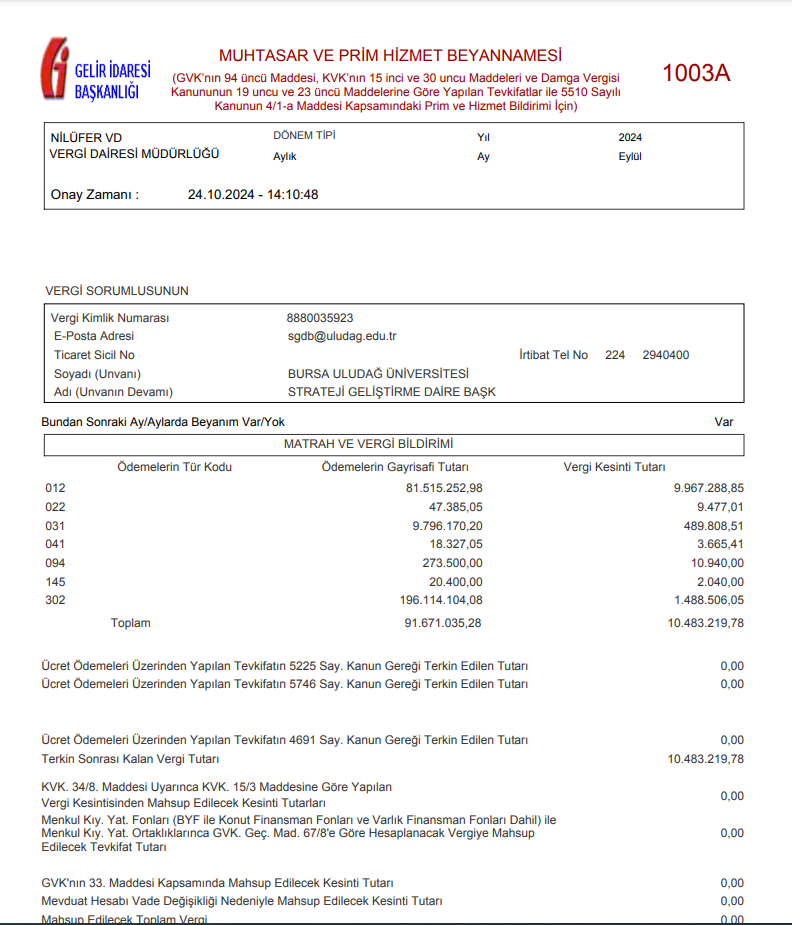 MUHTASAR VE PRİM HİZMET BEYANNAMESİ
GELİR İDARESİ
BAŞKANLIĞI
(GVK'nın 94 üncü Maddesi, KVK'nın 15 inci ve 30 uncu Maddeleri ve Damga Vergisi
Kanununun 19 uncu ve 23 üncü Maddelerine Göre Yapılan Tevkifatlar ile 5510 Sayılı
Kanunun 4/1-a Maddesi Kapsamındaki Prim ve Hizmet Bildirimi İçin)
1003A
NİLÜFER VD DÖNEM TİPİ Yıl 2024
VERGİ DAİRESİ MÜDÜRLÜĞÜ Aylık Ay Eylül
Onay Zamanı : 24.10.2024 - 14:10:48
VERGİ SORUMLUSUNUN
Vergi Kimlik Numarası 8880035923
E-Posta Adresi sgdb@uludag.edu.tr
Ticaret Sicil No İrtibat Tel No 224 2940400
Soyadı (Unvanı) BURSA ULUDAĞ ÜNİVERSİTESİ
Adı (Unvanın Devamı) STRATEJİ GELİŞTİRME DAİRE BAŞK
Bundan Sonraki Ay/Aylarda Beyanım Var/Yok Var
MATRAH VE VERGİ BİLDİRİMİ
Ödemelerin Tür Kodu Ödemelerin Gayrisafi Tutarı Vergi Kesinti Tutarı
012 81.515.252,98 9.967.288,85
022 47.385,05 9.477,01
031 9.796.170,20 489.808,51
041 18.327,05 3.665,41
094 273.500,00 10.940,00
145 20.400,00 2.040,00
302 196.114.104,08 1.488.506,05
Toplam 91.671.035,28 10.483.219,78
Ücret Ödemeleri Üzerinden Yapılan Tevkifatın 5225 Say. Kanun Gereği Terkin Edilen Tutarı 0,00
Ücret Ödemeleri Üzerinden Yapılan Tevkifatın 5746 Say. Kanun Gereği Terkin Edilen Tutarı 0,00
Ücret Ödemeleri Üzerinden Yapılan Tevkifatın 4691 Say. Kanun Gereği Terkin Edilen Tutarı 0,00
Terkin Sonrası Kalan Vergi Tutarı 10.483.219,78
KVK. 34/8. Maddesi Uyarınca KVK. 15/3 Maddesine Göre Yapılan
Vergi Kesintisinden Mahsup Edilecek Kesinti Tutarları 0,00
Menkul Kıy. Yat. Fonları (BYF ile Konut Finansman Fonları ve Varlık Finansman Fonları Dahil) ile
Menkul Kıy. Yat. Ortaklıklarınca GVK. Geç. Mad. 67/8'e Göre Hesaplanacak Vergiye Mahsup 0,00
Edilecek Tevkifat Tutarı
GVK'nın 33. Maddesi Kapsamında Mahsup Edilecek Kesinti Tutarı 0,00
Mevduat Hesabı Vade Değişikliği Nedeniyle Mahsup Edilecek Kesinti Tutarı 0,00
Mahsup Edilecek Toplam Vergi 0,00